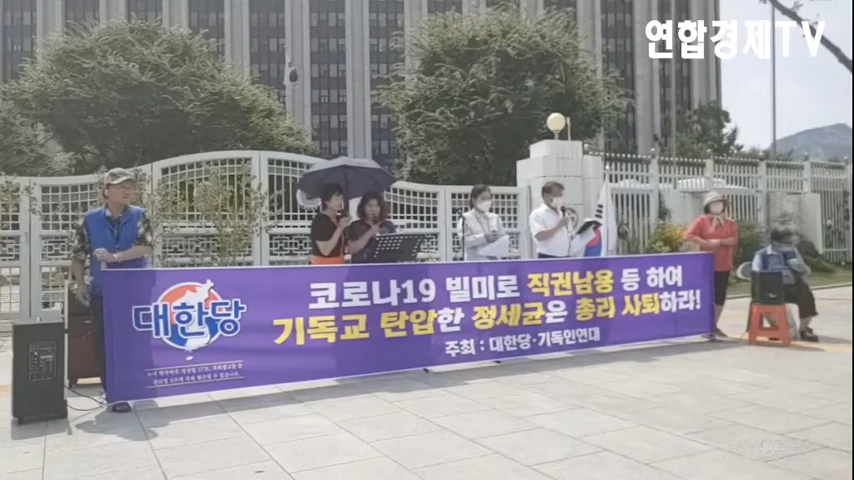 연합경제TV
대한당
코로나19 빌미로 직권남용 등 하여
기독교 탄압한 정세균은 총리 사퇴하라!
주최 : 대한당·기독인연대